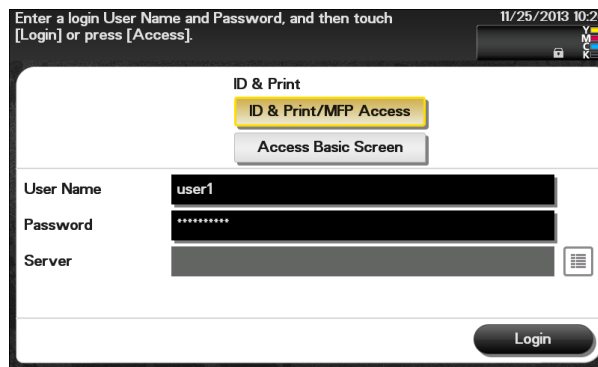 Enter a login User Name and Password, and then touch
[Login] or press [Access].
11/25/2013 10:2
Y
M
C
K
ID & Print
ID & Print/MFP Access
Access Basic Screen
User Name
user1
Password
**********
Server
Login